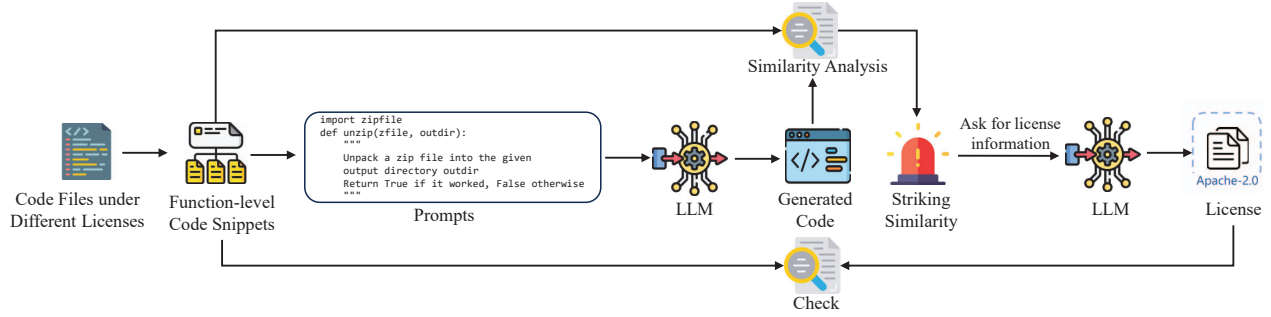 Similarity Analysis
import zipfile
def unzip(zfile, outdir):
"""
Unpack a zip file into the given
output directory outdir
Return True if it worked, False otherwise
"""
Code Files under
Different Licenses
Function-level
Code Snippets
Prompts
LLM
Generated
Code
Striking
Similarity
Ask for license
information
LLM
Apache-2.0
License
Check